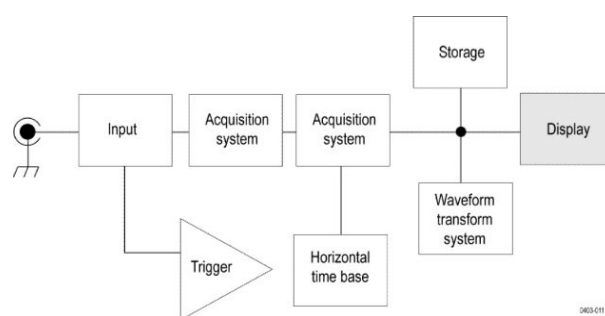 Storage
Input
Acquisition
system
Acquisition
system
Display
Waveform
transform
system
Trigger
Horizontal
time base
0403-011